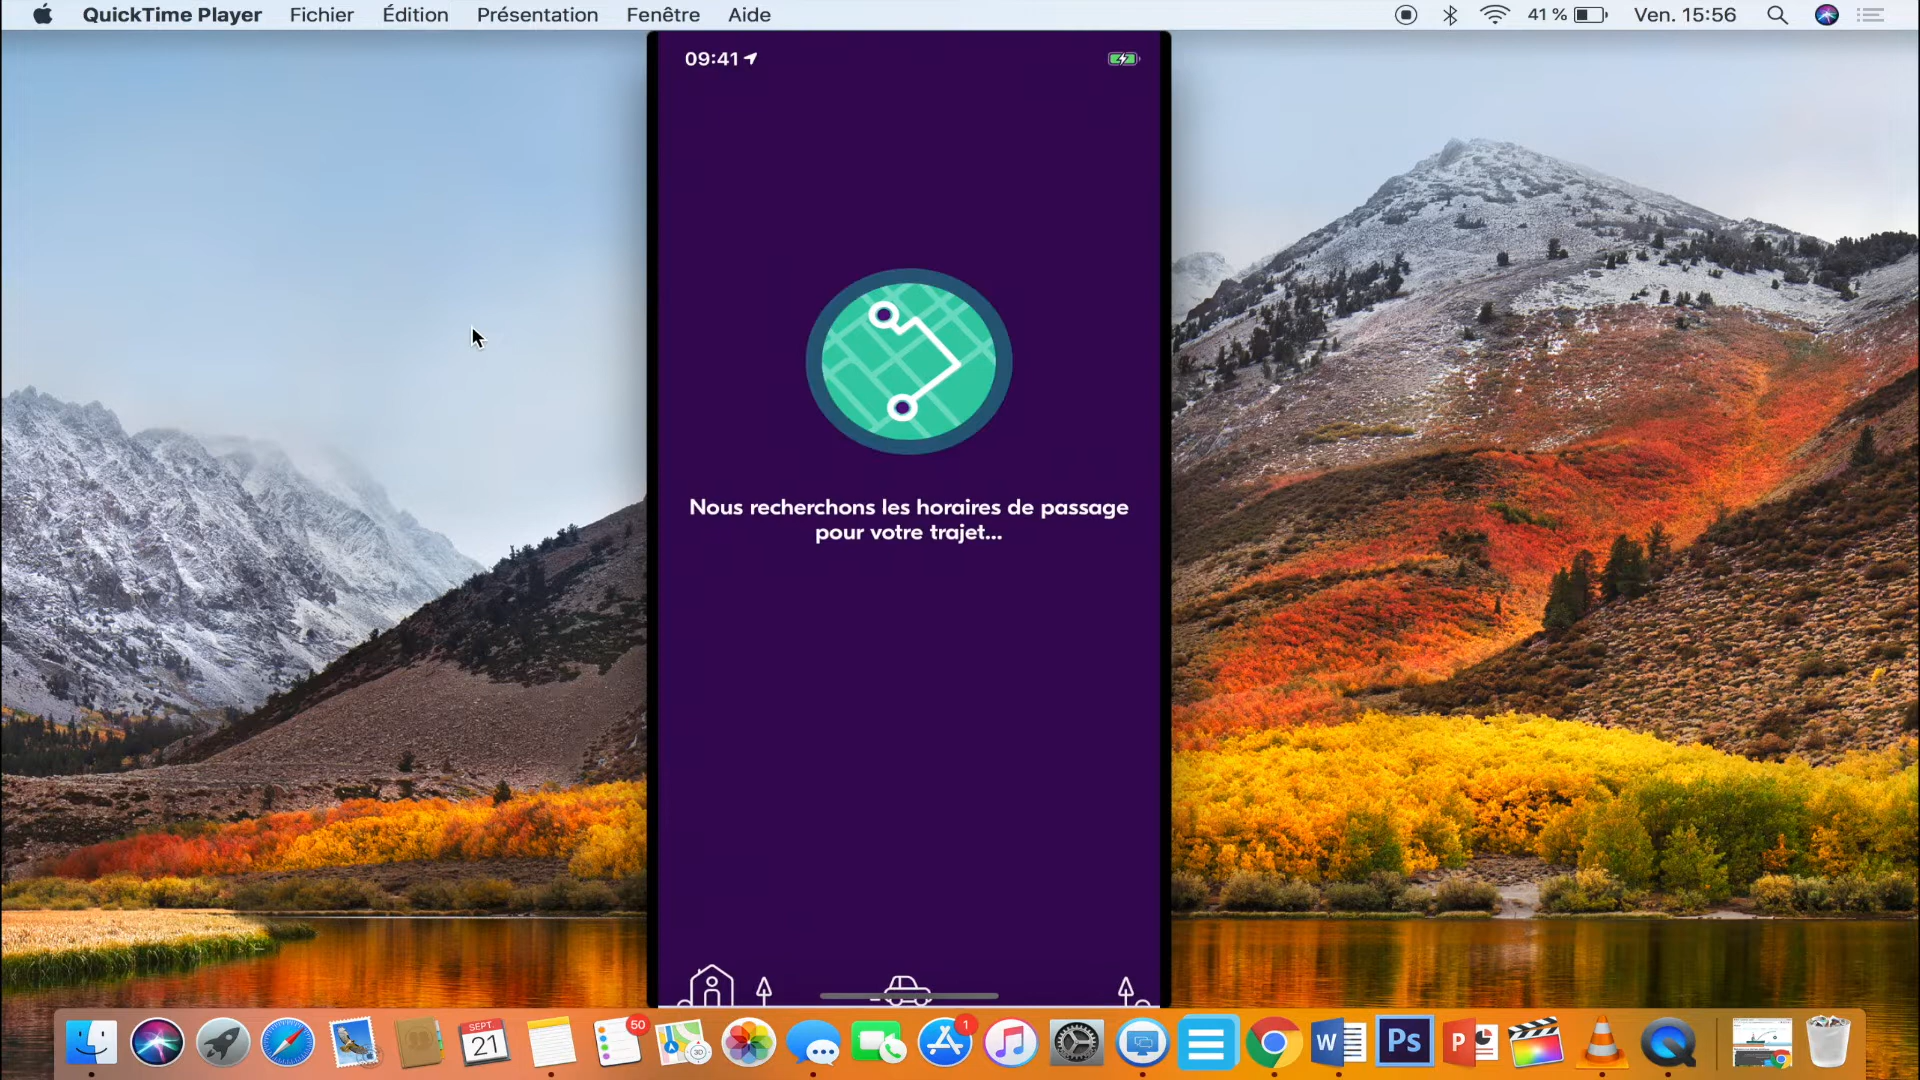 QuickTime Player Fichier Édition Présentation Fenêtre Aide 41 % Ven. 15:56
09:41
Nous recherchons les horaires de passage
pour votre trajet...
50
1
SEPT.
21
30
W
Ps
P